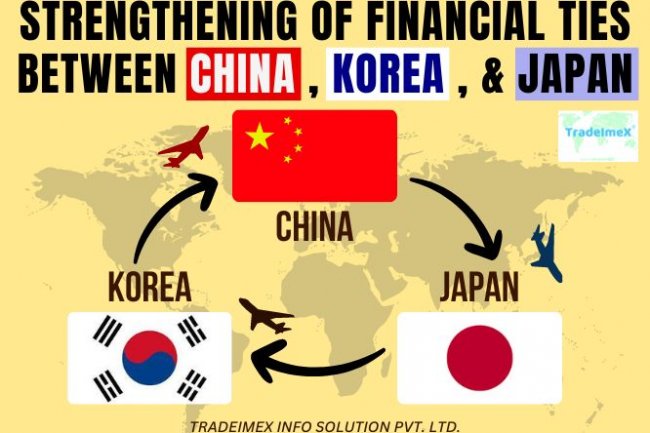 STRENGTHENING OF FINANCIAL TIES
BETWEEN CHINA , KOREA , & JAPAN
TradeImeX
CHINA
KOREA
JAPAN
TRADEIMEX INFO SOLUTION PVT. LTD.